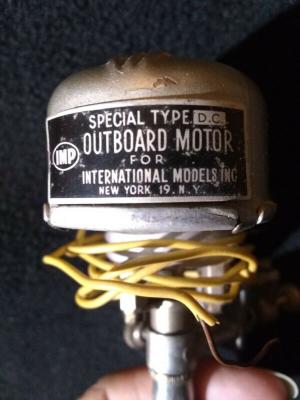 SPECIAL TYPE D.C.
OUTBOARD MOTOR
IMP
FOR
INTERNATIONAL MODELS INC
NEW YORK 19. N.Y.